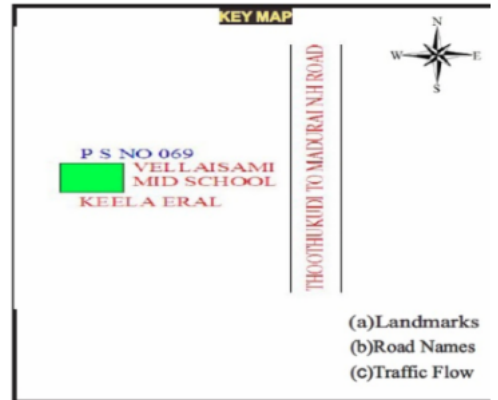 KEY MAP
N
W E
S
THOOTHUKUDI TO MADURAI N.H ROAD
P S NO 069
VELLAISAMI
MID SCHOOL
KEELA ERAL
(a)Landmarks
(b)Road Names
(c)Traffic Flow